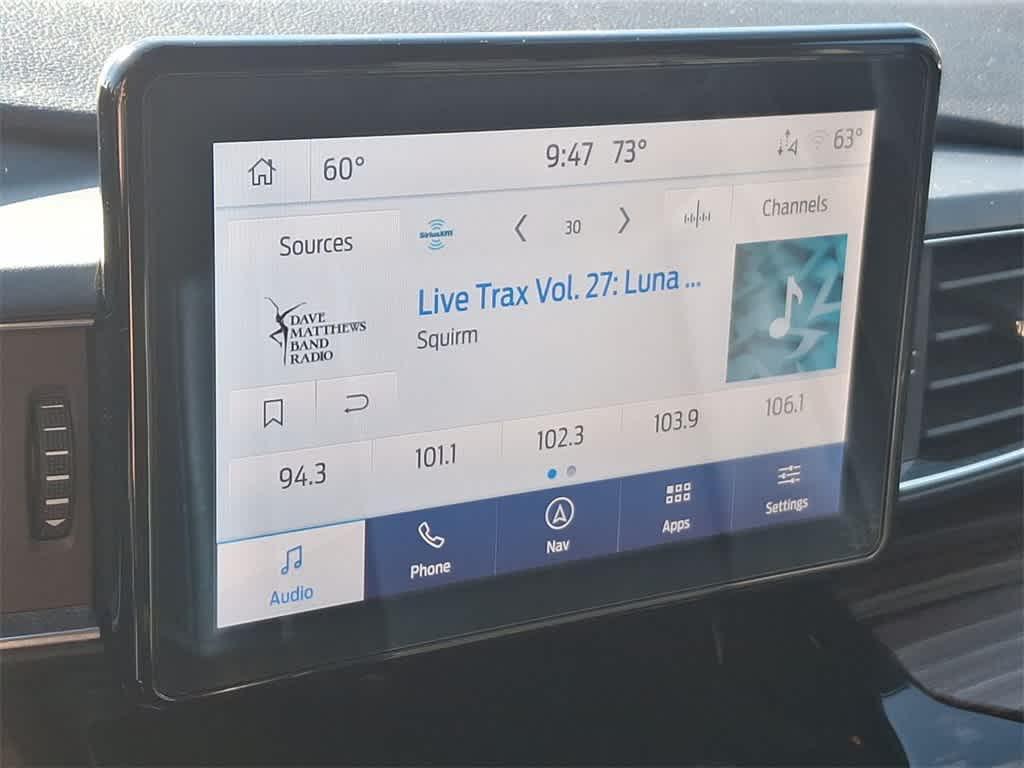 60°
9:47 73°
63°
Sources
SiriusXM
30
Channels
Live Trax Vol. 27: Luna ...
Squirm
DAVE
MATTHEWS
BAND
RADIO
94.3
101.1
102.3
103.9
106.1
Audio
Phone
Nav
Apps
Settings